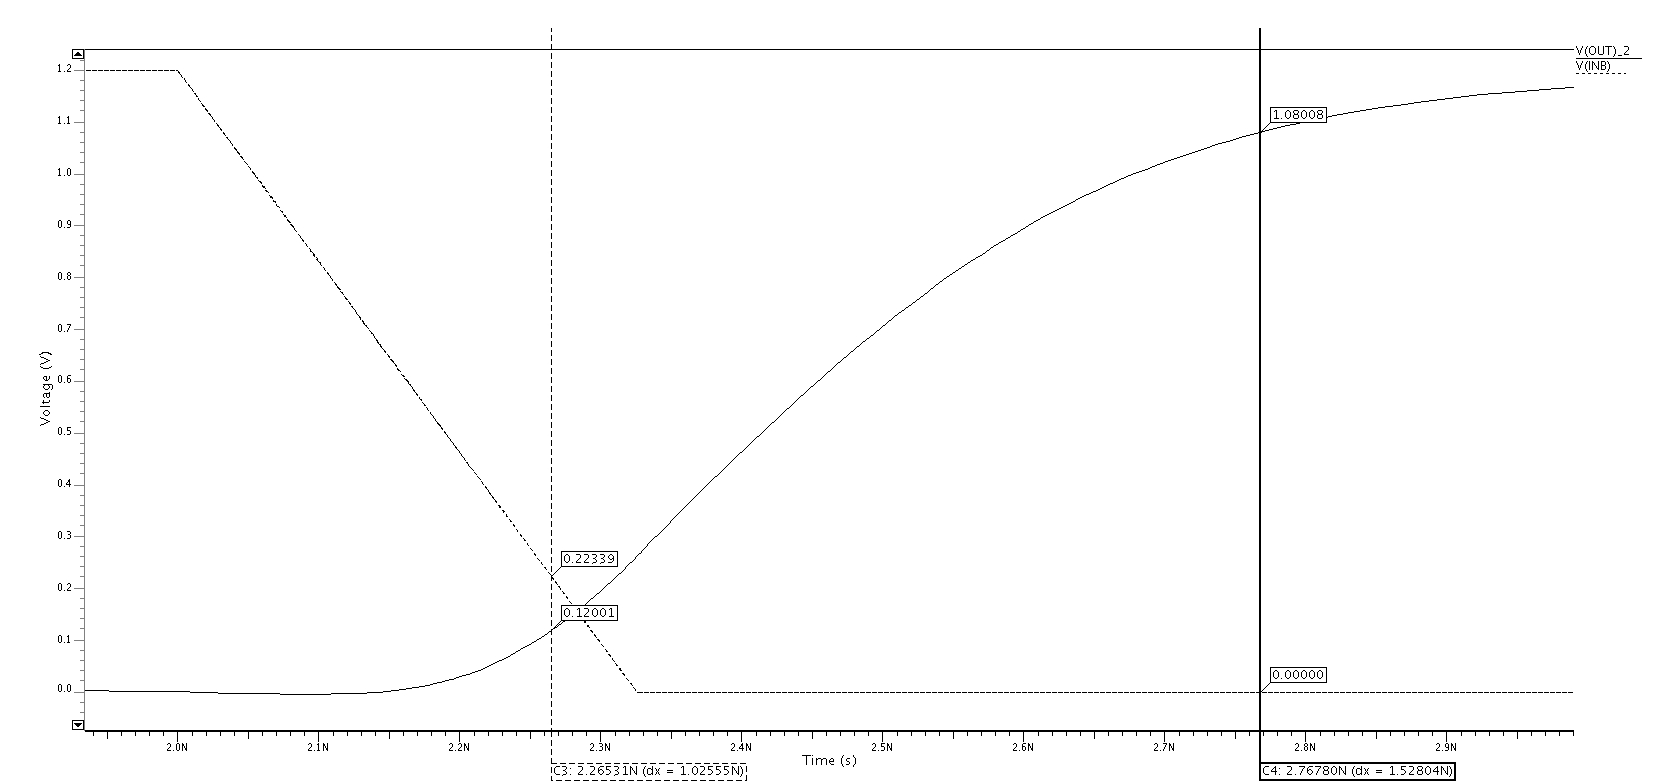 V(OUT)_2
V(INB)
1.2
1.1
1.0
0.9
0.8
0.7
0.6
0.5
0.4
0.3
0.2
0.1
0.0
Voltage (V)
1.08008
0.22339
0.12001
0.00000
2.0N 2.1N 2.2N 2.3N 2.4N 2.5N 2.6N 2.7N 2.8N 2.9N
Time (s)
C3: 2.26531N (dx = 1.02555N) C4: 2.76780N (dx = 1.52804N)